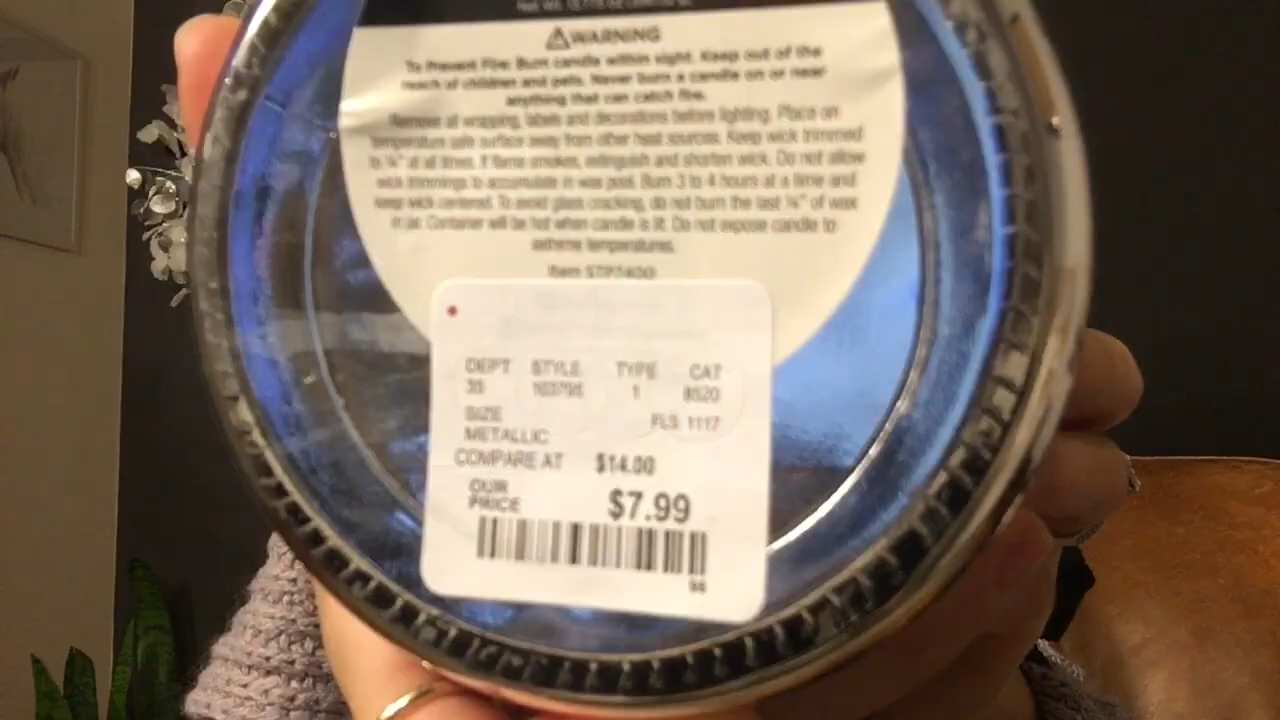 WARNING
To Prevent Fire: Burn candle within sight. Keep out of the
reach of children and pets. Never burn a candle on or near
anything that can catch fire.
Remove all wrapping, labels and decorations before lighting. Place on
temperature safe surface away from other heat sources. Keep wick trimmed
to ¼" at all times. If flame smokes, extinguish and shorten wick. Do not allow
wick trimmings to accumulate in wax pool. Burn 3 to 4 hours at a time and
keep wick centered. To avoid glass cracking, do not burn the last ¼" of wax
in jar. Container will be hot when candle is lit. Do not expose candle to
extreme temperatures.
Item
DEPT STYLE TYPE CAT
35 1 8520
SIZE FLS 1117
METALLIC
COMPARE AT $14.00
OUR
PRICE $7.99